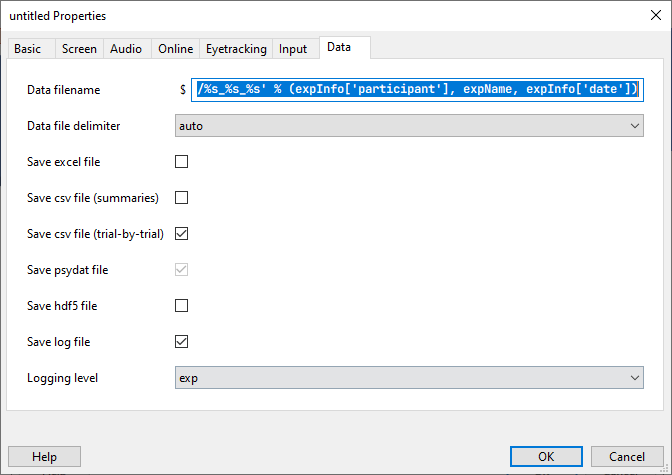 untitled Properties
Basic Screen Audio Online Eyetracking Input Data
Data filename $ /%s_%s_%s' % (expInfo['participant'], expName, expInfo['date'])
Data file delimiter auto
Save excel file
Save csv file (summaries)
Save csv file (trial-by-trial)
Save psydat file
Save hdf5 file
Save log file
Logging level exp
Help OK Cancel